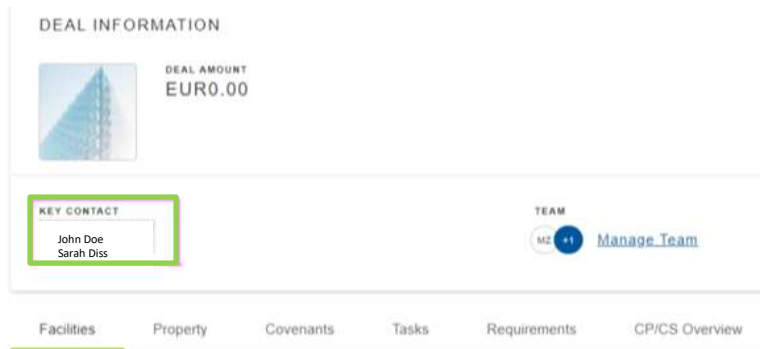 DEAL INFORMATION
DEAL AMOUNT
EUR0.00
KEY CONTACT
John Doe
Sarah Diss
TEAM
MZ +1 Manage Team
Facilities Property Covenants Tasks Requirements CP/CS Overview